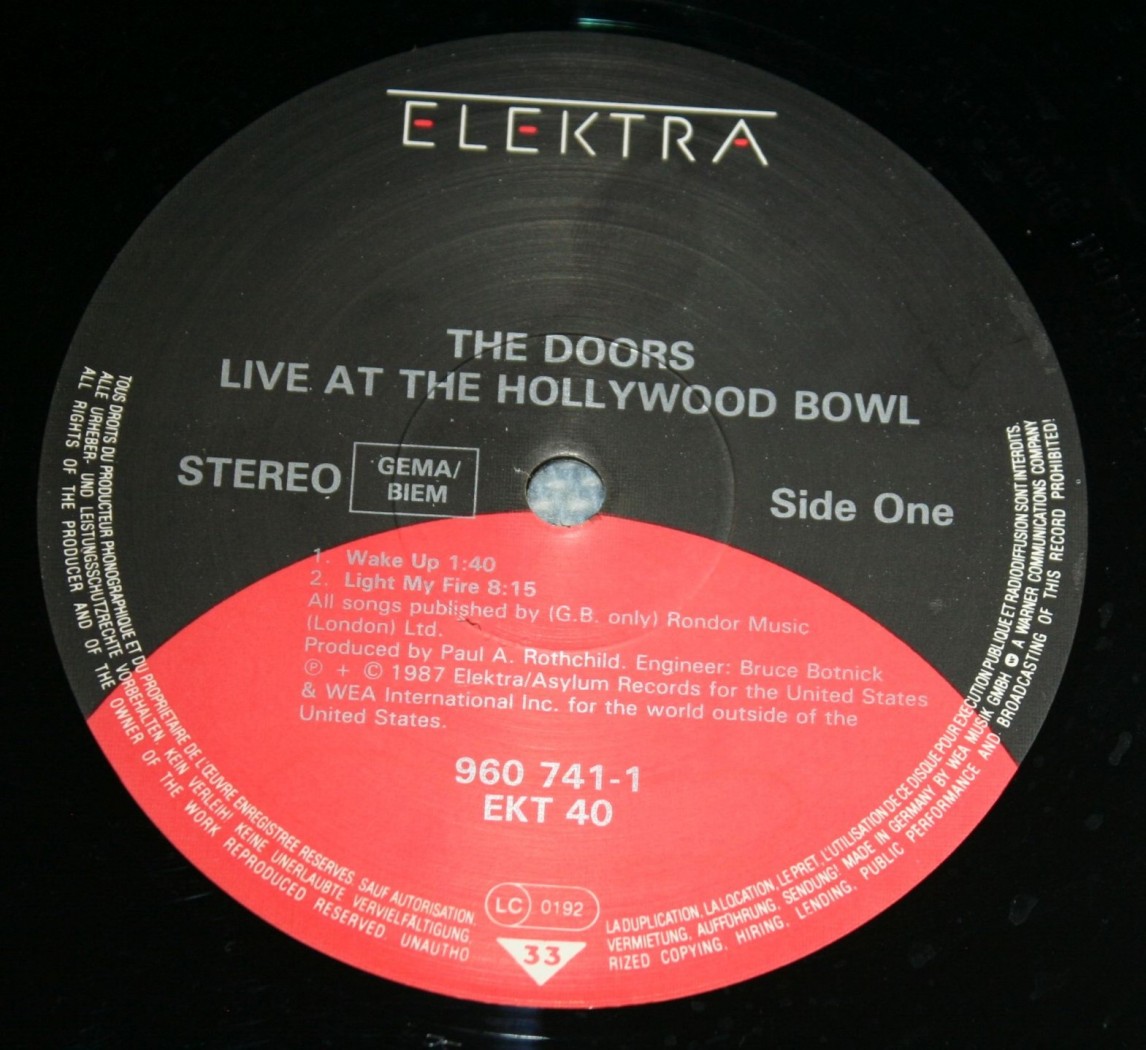 ELEKTRA
THE DOORS
LIVE AT THE HOLLYWOOD BOWL
STEREO
GEMA/
BIEM
Side One
1. Wake Up 1:40
2. Light My Fire 8:15
All songs published by (G.B. only) Rondor Music
(London) Ltd.
Produced by Paul A. Rothchild. Engineer: Bruce Botnick
℗ + © 1987 Elektra/Asylum Records for the United States
& WEA International Inc. for the world outside of the
United States.
960 741-1
EKT 40
LC 0192
33
TOUS DROITS DU PRODUCTEUR PHONOGRAPHIQUE ET DU PROPRIETAIRE DE L'ŒUVRE ENREGISTREE RESERVES. SAUF AUTORISATION
LA DUPLICATION, LA LOCATION, LE PRET, L'UTILISATION DE CE DISQUE POUR EXECUTION PUBLIQUE ET RADIODIFFUSION SONT INTERDITS.
ALLE URHEBER- UND LEISTUNGSSCHUTZRECHTE VORBEHALTEN. KEIN VERLEIH! KEINE UNERLAUBTE VERVIELFÄLTIGUNG,
VERMIETUNG, AUFFÜHRUNG, SENDUNG! MADE IN GERMANY BY WEA MUSIK GMBH A WARNER COMMUNICATIONS COMPANY
ALL RIGHTS OF THE PRODUCER AND OF THE OWNER OF THE WORK REPRODUCED RESERVED UNAUTHO
RIZED COPYING, HIRING, LENDING, PUBLIC PERFORMANCE AND BROADCASTING OF THIS RECORD PROHIBITED!